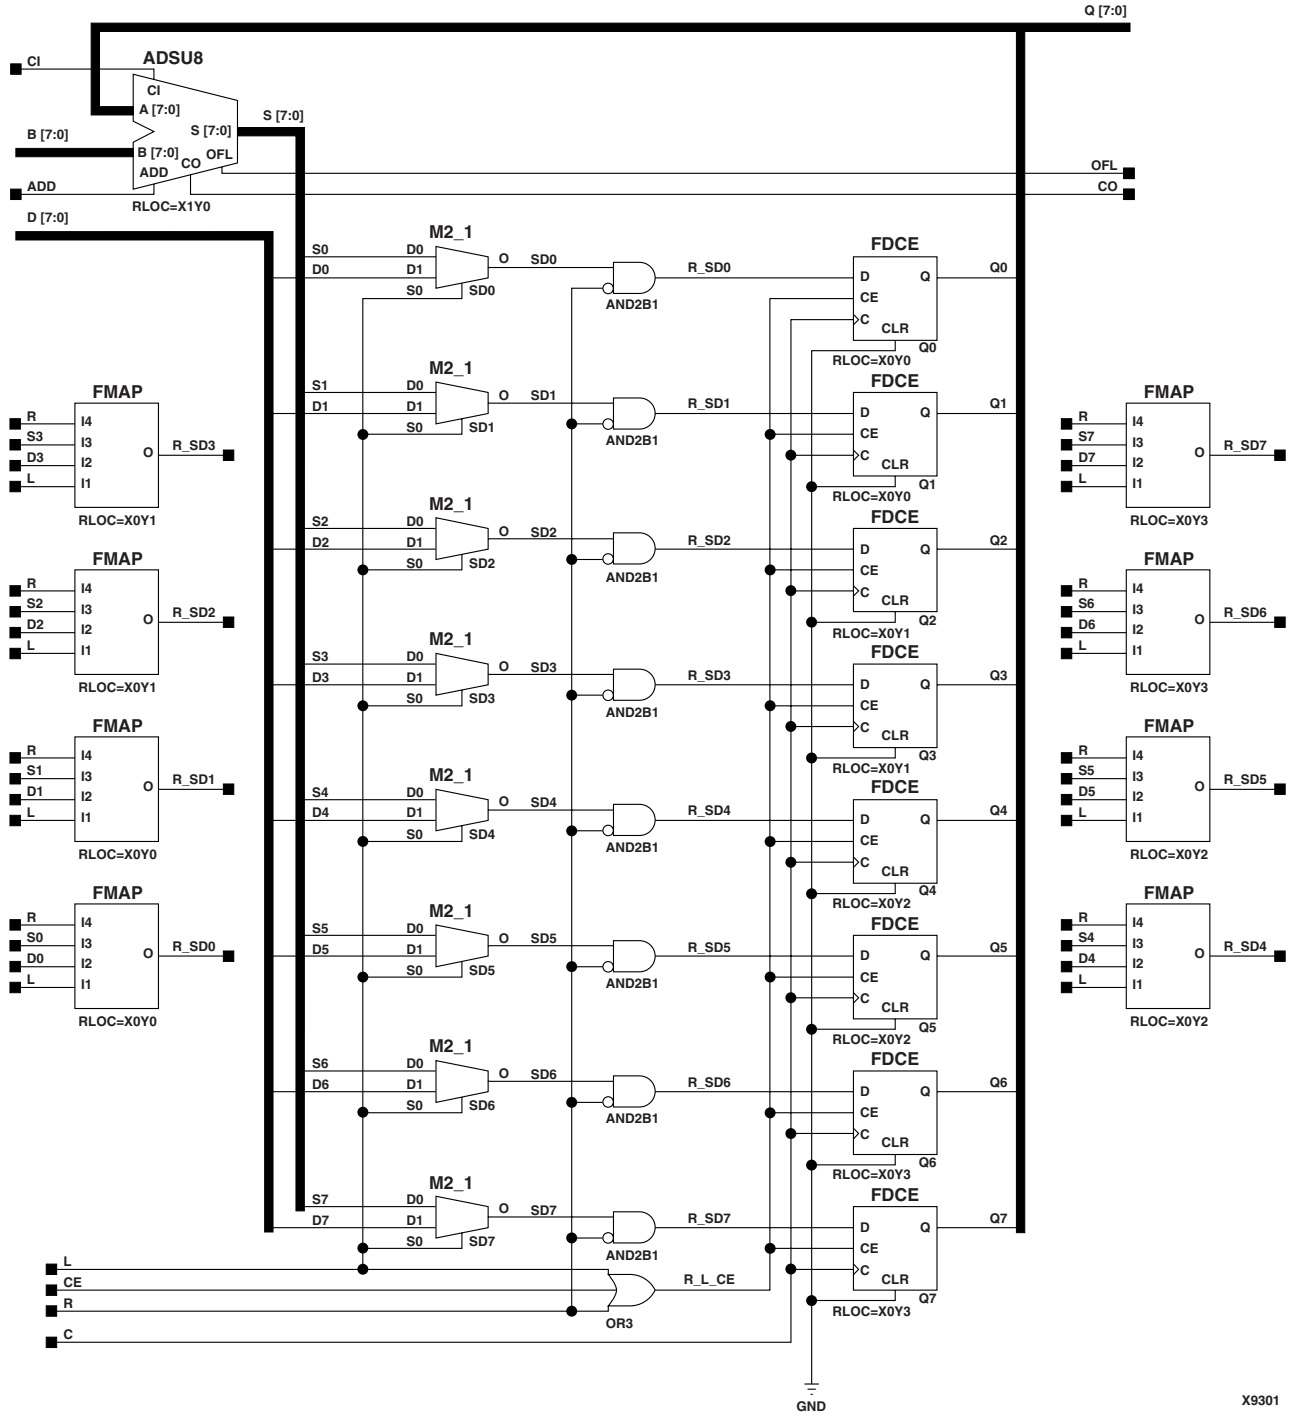 Q [7:0]
CI
ADSU8
CI
A [7:0]
S [7:0]
S [7:0]
B [7:0]
B [7:0]
OFL
CO
ADD
OFL
ADD
CO
RLOC=X1Y0
D [7:0]
M2_1
S0 D0 O SD0
D0 D1
S0 SD0
AND2B1
R_SD0
FDCE
D Q Q0
CE
C
CLR
Q0
RLOC=X0Y0
M2_1
S1 D0 O SD1
D1 D1
S0 SD1
AND2B1
R_SD1
FDCE
D Q Q1
CE
C
CLR
Q1
RLOC=X0Y0
M2_1
S2 D0 O SD2
D2 D1
S0 SD2
AND2B1
R_SD2
FDCE
D Q Q2
CE
C
CLR
Q2
RLOC=X0Y1
M2_1
S3 D0 O SD3
D3 D1
S0 SD3
AND2B1
R_SD3
FDCE
D Q Q3
CE
C
CLR
Q3
RLOC=X0Y1
M2_1
S4 D0 O SD4
D4 D1
S0 SD4
AND2B1
R_SD4
FDCE
D Q Q4
CE
C
CLR
Q4
RLOC=X0Y2
M2_1
S5 D0 O SD5
D5 D1
S0 SD5
AND2B1
R_SD5
FDCE
D Q Q5
CE
C
CLR
Q5
RLOC=X0Y2
M2_1
S6 D0 O SD6
D6 D1
S0 SD6
AND2B1
R_SD6
FDCE
D Q Q6
CE
C
CLR
Q6
RLOC=X0Y3
M2_1
S7 D0 O SD7
D7 D1
S0 SD7
AND2B1
R_SD7
FDCE
D Q Q7
CE
C
CLR
Q7
RLOC=X0Y3
FMAP
R I4
S3 I3
D3 I2
L I1
O R_SD3
RLOC=X0Y1
FMAP
R I4
S2 I3
D2 I2
L I1
O R_SD2
RLOC=X0Y1
FMAP
R I4
S1 I3
D1 I2
L I1
O R_SD1
RLOC=X0Y0
FMAP
R I4
S0 I3
D0 I2
L I1
O R_SD0
RLOC=X0Y0
FMAP
R I4
S7 I3
D7 I2
L I1
O R_SD7
RLOC=X0Y3
FMAP
R I4
S6 I3
D6 I2
L I1
O R_SD6
RLOC=X0Y3
FMAP
R I4
S5 I3
D5 I2
L I1
O R_SD5
RLOC=X0Y2
FMAP
R I4
S4 I3
D4 I2
L I1
O R_SD4
RLOC=X0Y2
L
CE
R
C
R_L_CE
OR3
GND
X9301